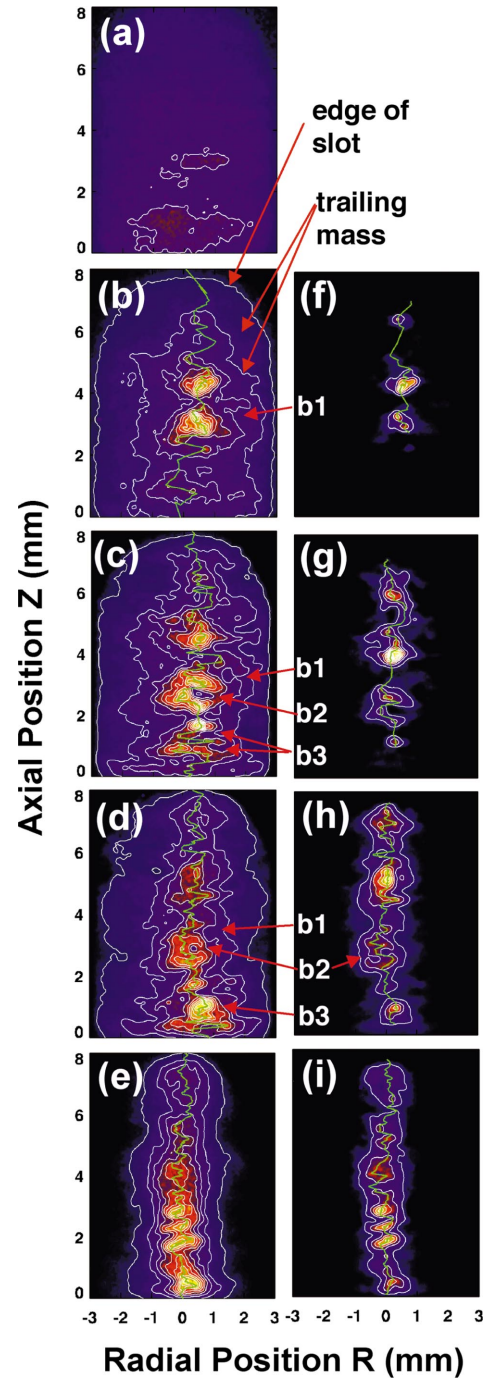 (a)
8
6
4
2
0
edge of
slot
trailing
mass
(b)
8
6
4
2
0
(f)
b1
(c)
8
6
4
2
0
(g)
b1
b2
b3
(d)
8
6
4
2
0
(h)
b1
b2
b3
(e)
8
6
4
2
0
(i)
-3 -2 -1 0 1 2 3
-2 -1 0 1 2 3
Axial Position Z (mm)
Radial Position R (mm)